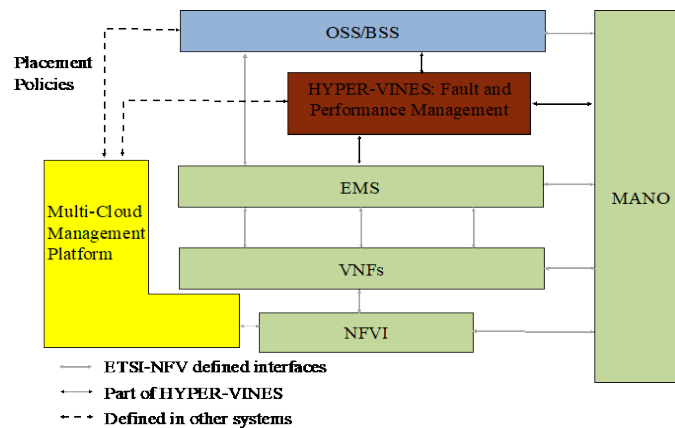 OSS/BSS
Placement
Policies
HYPER-VINES: Fault and
Performance Management
EMS
MANO
Multi-Cloud
Management
Platform
VNFs
NFVI
ETSI-NFV defined interfaces
Part of HYPER-VINES
Defined in other systems